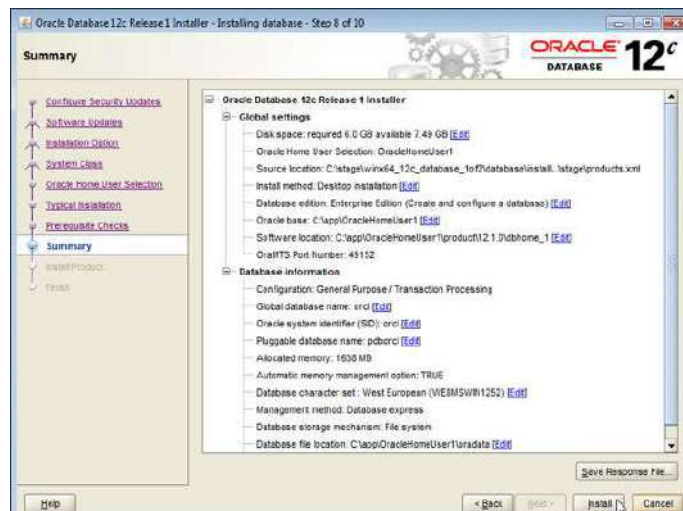 Oracle Database 12c Release 1 Installer - Installing database - Step 8 of 10
Summary
ORACLE 12c
DATABASE
Configure Security Updates
Software Updates
Installation Option
System Class
Oracle Home User Selection
Typical Installation
Prerequisite Checks
Summary
Install Product
Finish
Oracle Database 12c Release 1 Installer
Global settings
Disk space: required 6.0 GB available 7.49 GB [Edit]
Oracle Home User Selection: OracleHomeUser1
Source location: C:\stage\winx64_12c_database_1of2\database\install..\stage\products.xml
Install method: Desktop installation [Edit]
Database edition: Enterprise Edition (Create and configure a database) [Edit]
Oracle base: C:\app\OracleHomeUser1 [Edit]
Software location: C:\app\OracleHomeUser1\product\12.1.0\dbhome_1 [Edit]
OraMTS Port Number: 49152
Database information
Configuration: General Purpose / Transaction Processing
Global database name: orcl [Edit]
Oracle system identifier (SID): orcl [Edit]
Pluggable database name: pdborcl [Edit]
Allocated memory: 1638 MB
Automatic memory management option: TRUE
Database character set : West European (WE8MSWIN1252) [Edit]
Management method: Database express
Database storage mechanism: File system
Database file location: C:\app\OracleHomeUser1\oradata [Edit]
Save Response File...
Help
< Back
Next >
Install
Cancel